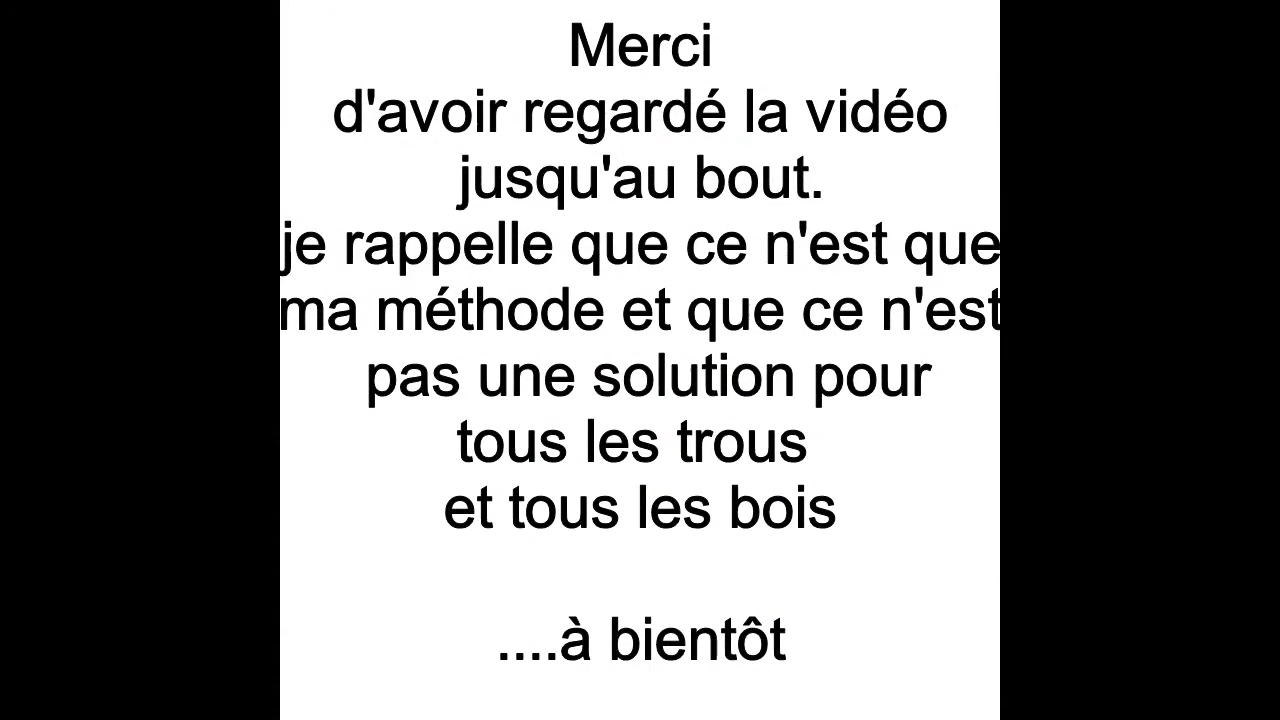 Merci
d'avoir regardé la vidéo
jusqu'au bout.
je rappelle que ce n'est que
ma méthode et que ce n'est
pas une solution pour
tous les trous
et tous les bois
....à bientôt